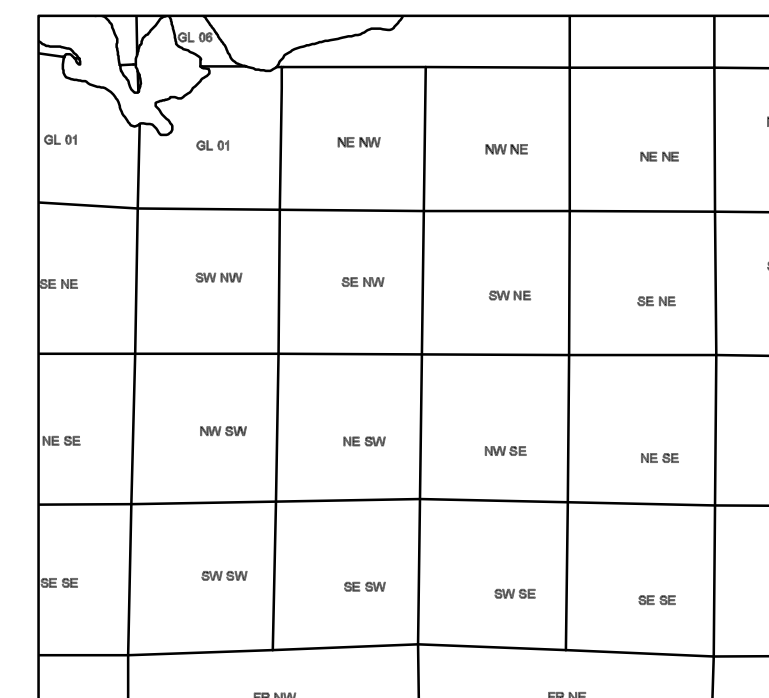 GL 06
GL 01
GL 01
NE NW
NW NE
NE NE
SE NE
SW NW
SE NW
SW NE
SE NE
NE SE
NW SW
NE SW
NW SE
NE SE
SE SE
SW SW
SE SW
SW SE
SE SE